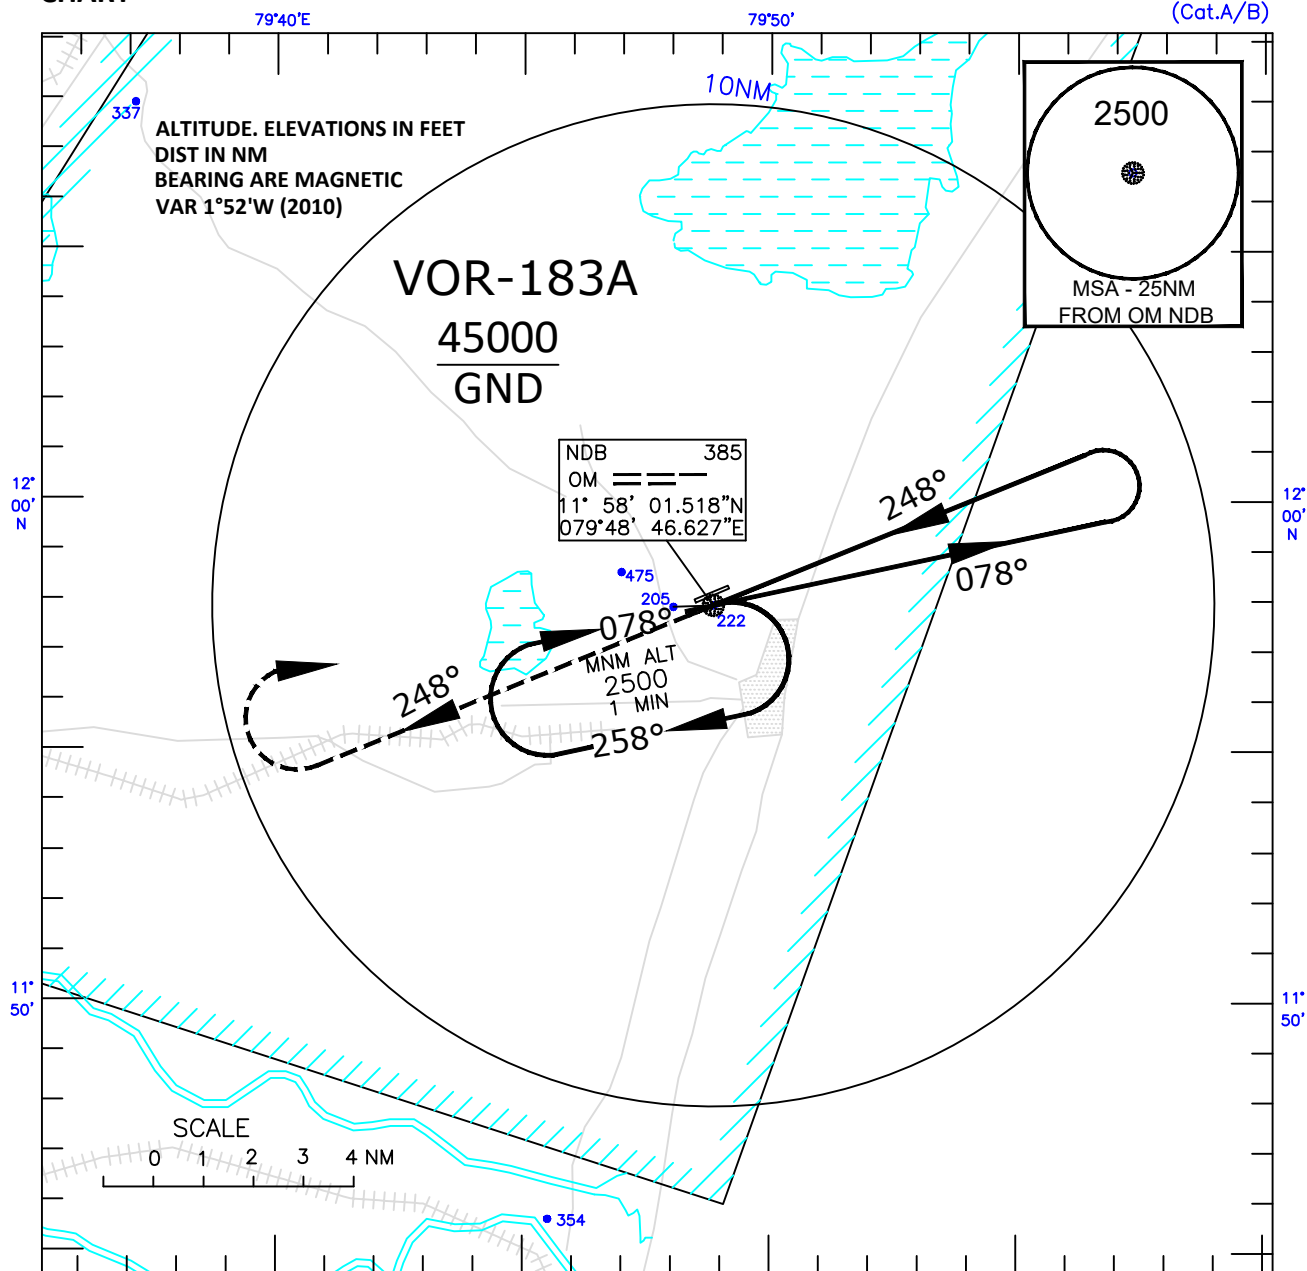 (Cat.A/B)
79°40'E
79°50'
10NM
337
ALTITUDE. ELEVATIONS IN FEET
DIST IN NM
BEARING ARE MAGNETIC
VAR 1°52'W (2010)
2500
MSA - 25NM
FROM OM NDB
VOR-183A
45000
GND
NDB 385
OM
11° 58' 01.518"N
079°48' 46.627"E
12°
00'
N
12°
00'
N
248°
078°
475
205
222
078°
MNM ALT
2500
1 MIN
258°
248°
11°
50'
11°
50'
SCALE
0 1 2 3 4 NM
354